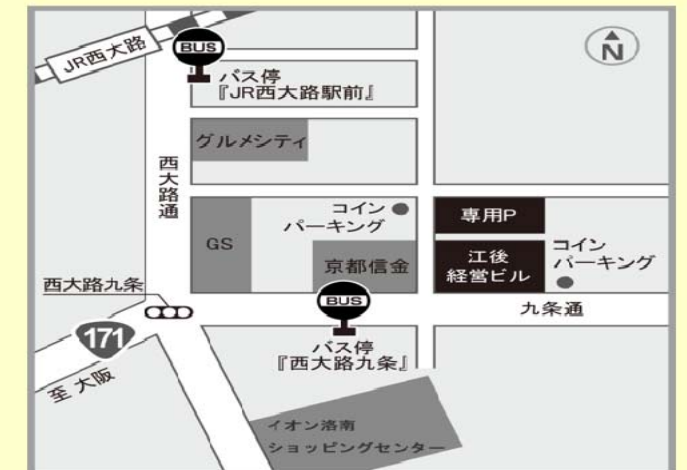 JR西大路
BUS
N
バス停
『JR西大路駅前』
グルメシティ
西大路通
コイン
パーキング
専用P
GS
京都信金
江後
経営ビル
コイン
パーキング
西大路九条
BUS
九条通
171
バス停
『西大路九条』
至 大阪
イオン洛南
ショッピングセンター